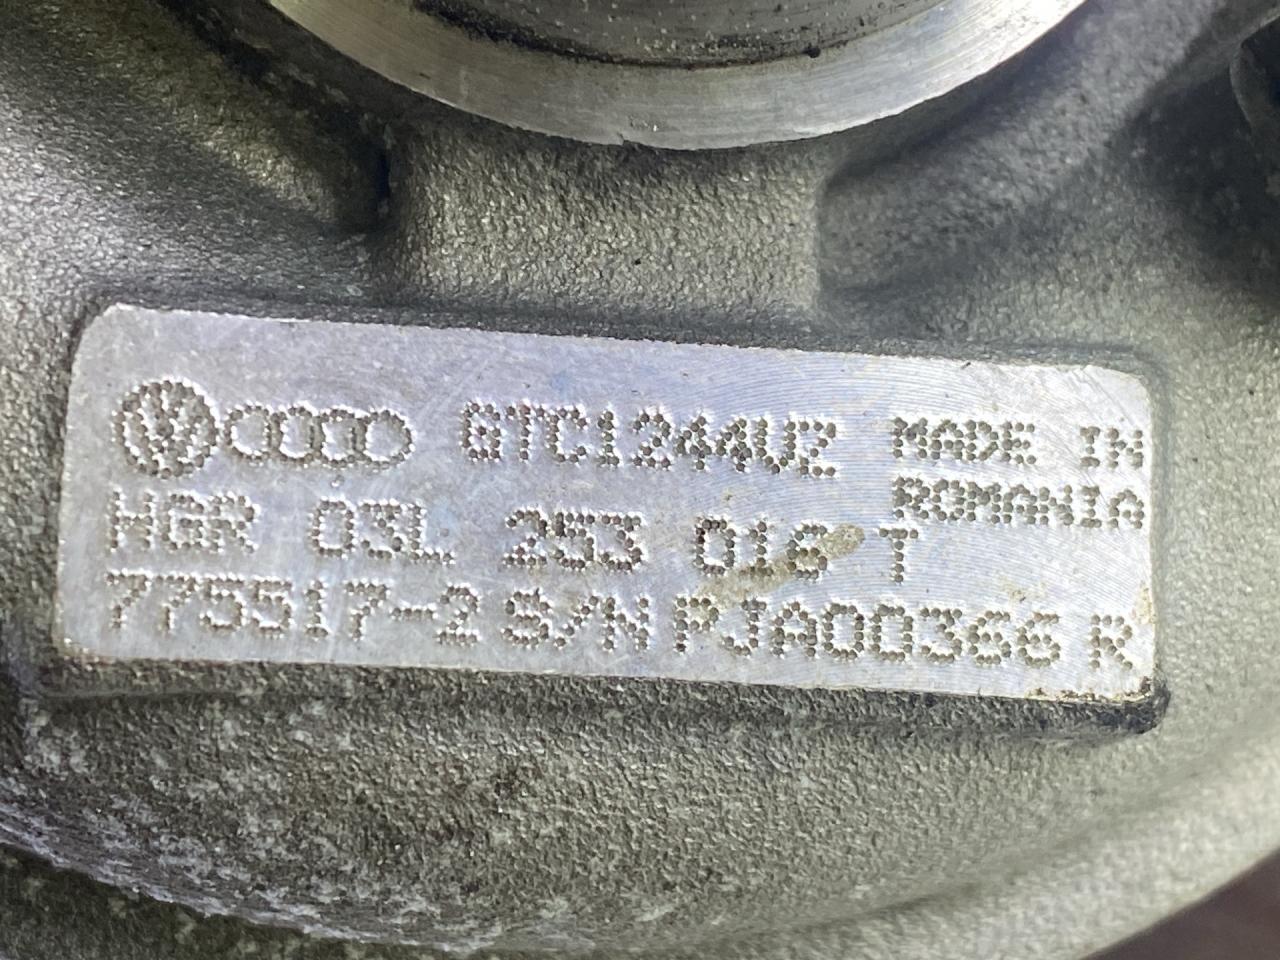 GTC1244VZ MADE IN
ROMANIA
HGR 03L 253 016 T
775517-2 S/N PJA00366 R